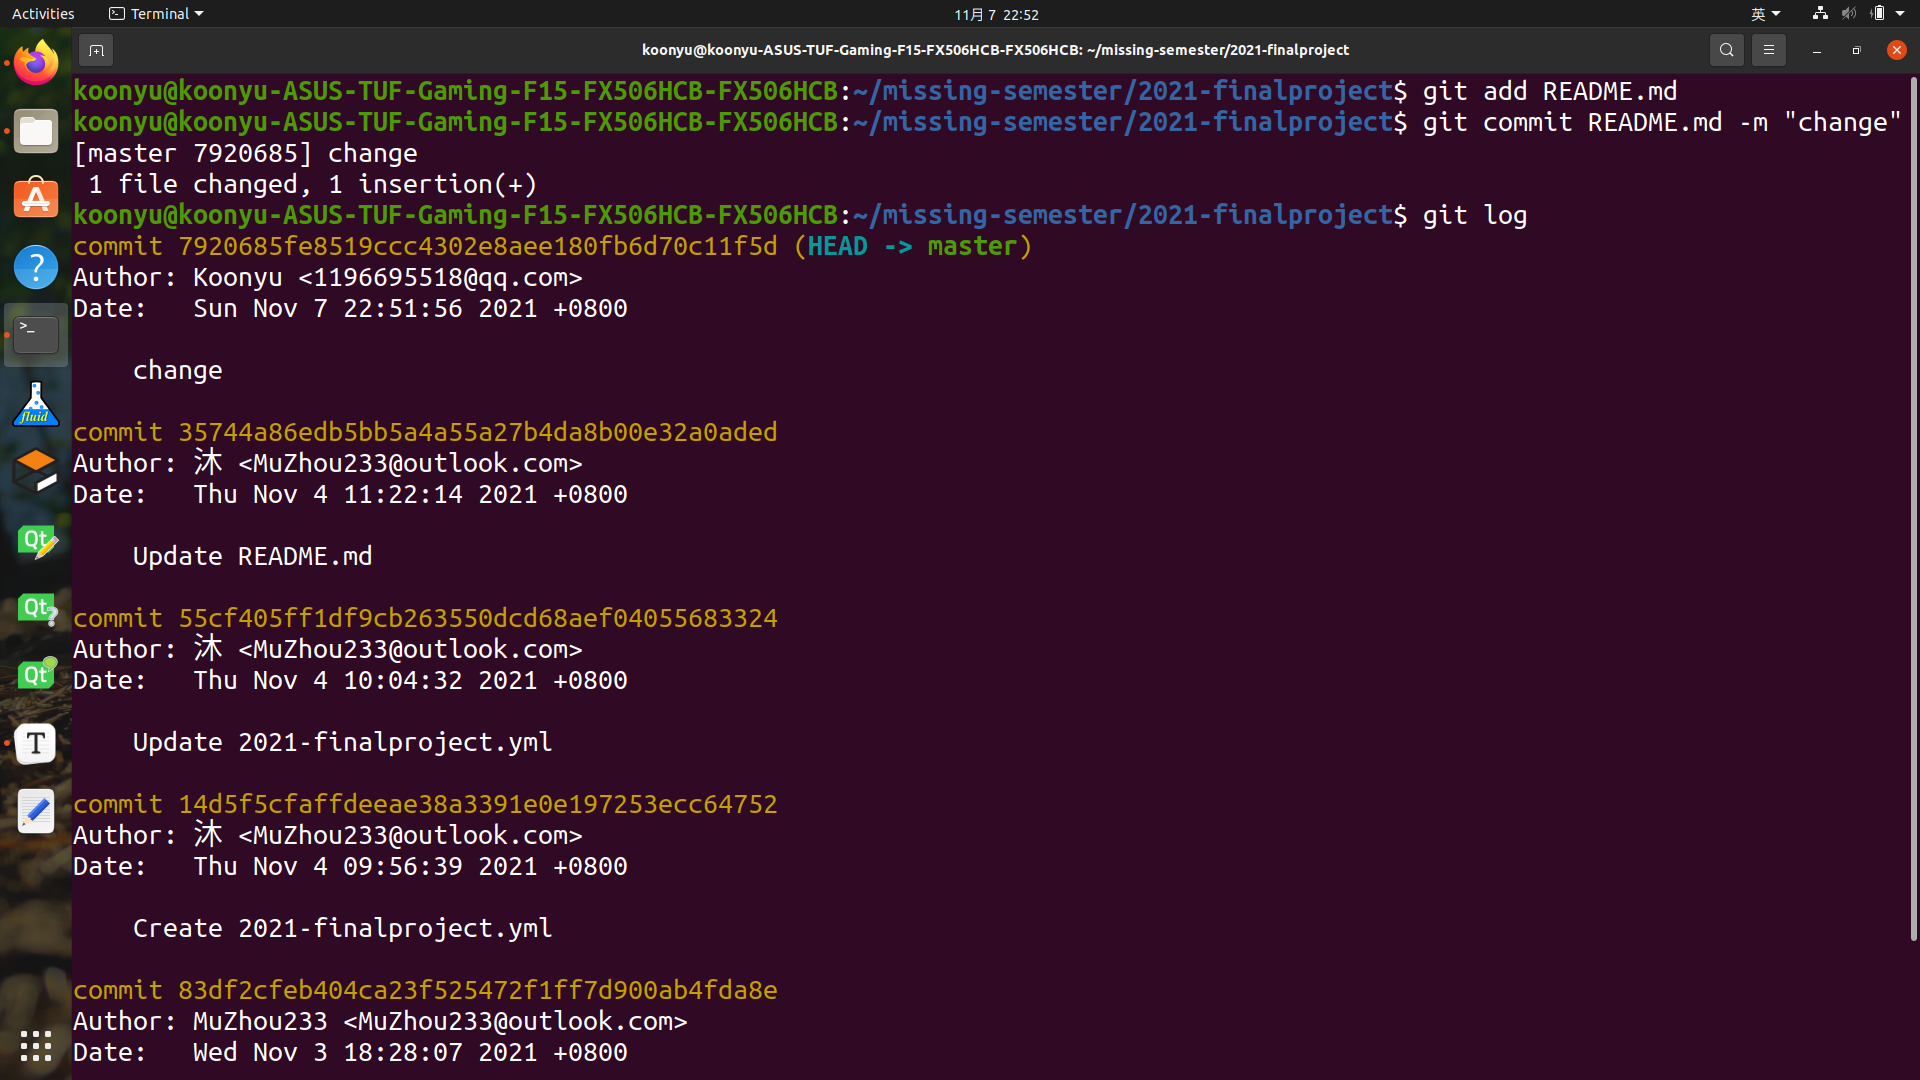 Activities
Terminal
11月 7 22:52
英
koonyu@koonyu-ASUS-TUF-Gaming-F15-FX506HCB-FX506HCB: ~/missing-semester/2021-finalproject
koonyu@koonyu-ASUS-TUF-Gaming-F15-FX506HCB-FX506HCB:~/missing-semester/2021-finalproject$ git add README.md
koonyu@koonyu-ASUS-TUF-Gaming-F15-FX506HCB-FX506HCB:~/missing-semester/2021-finalproject$ git commit README.md -m "change"
[master 7920685] change
 1 file changed, 1 insertion(+)
koonyu@koonyu-ASUS-TUF-Gaming-F15-FX506HCB-FX506HCB:~/missing-semester/2021-finalproject$ git log
commit 7920685fe8519ccc4302e8aee180fb6d70c11f5d (HEAD -> master)
Author: Koonyu <1196695518@qq.com>
Date:   Sun Nov 7 22:51:56 2021 +0800
    change
commit 35744a86edb5bb5a4a55a27b4da8b00e32a0aded
Author: 沐 <MuZhou233@outlook.com>
Date:   Thu Nov 4 11:22:14 2021 +0800
    Update README.md
commit 55cf405ff1df9cb263550dcd68aef04055683324
Author: 沐 <MuZhou233@outlook.com>
Date:   Thu Nov 4 10:04:32 2021 +0800
    Update 2021-finalproject.yml
commit 14d5f5cfaffdeeae38a3391e0e197253ecc64752
Author: 沐 <MuZhou233@outlook.com>
Date:   Thu Nov 4 09:56:39 2021 +0800
    Create 2021-finalproject.yml
commit 83df2cfeb404ca23f525472f1ff7d900ab4fda8e
Author: MuZhou233 <MuZhou233@outlook.com>
Date:   Wed Nov 3 18:28:07 2021 +0800
?
>_
fluid
Qt
Qt ?
Qt
T